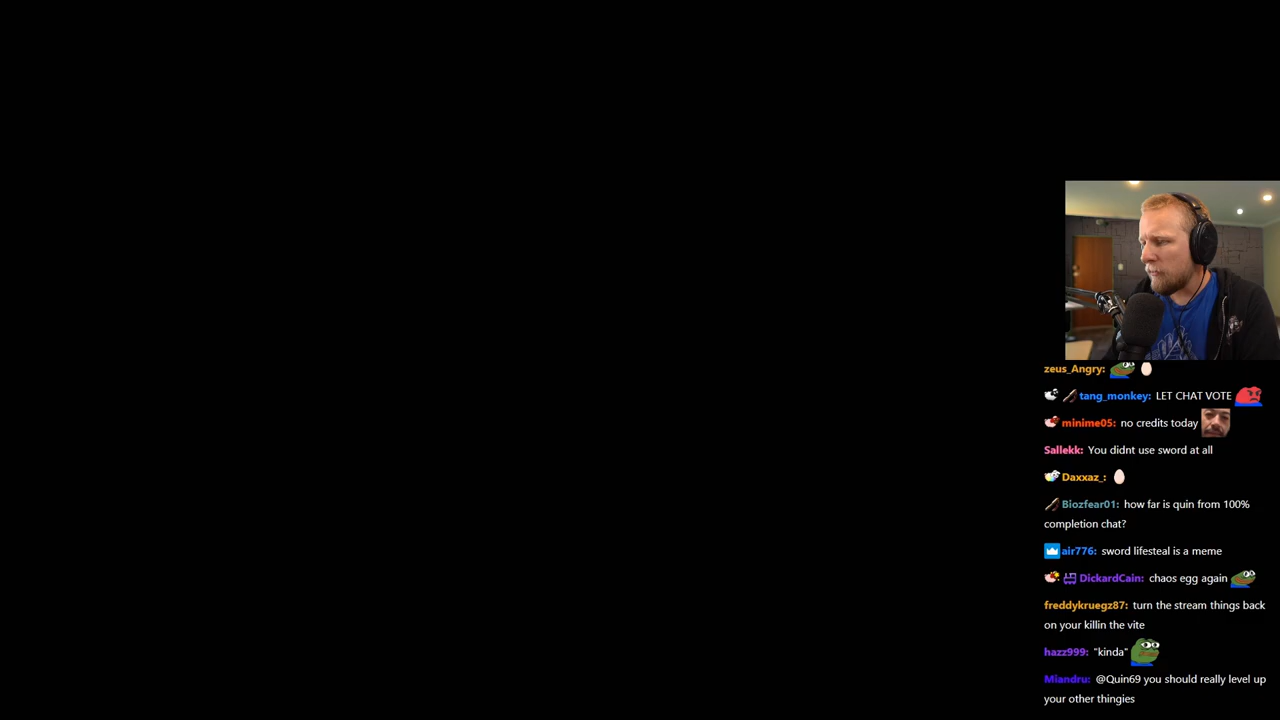 zeus_Angry:
tang_monkey: LET CHAT VOTE
minime05: no credits today
Sallekk: You didnt use sword at all
Daxxaz_:
Biozfear01: how far is quin from 100%
completion chat?
air776: sword lifesteal is a meme
DickardCain: chaos egg again
freddykruegz87: turn the stream things back
on your killin the vite
hazz999: "kinda"
Miandru: @Quin69 you should really level up
your other thingies